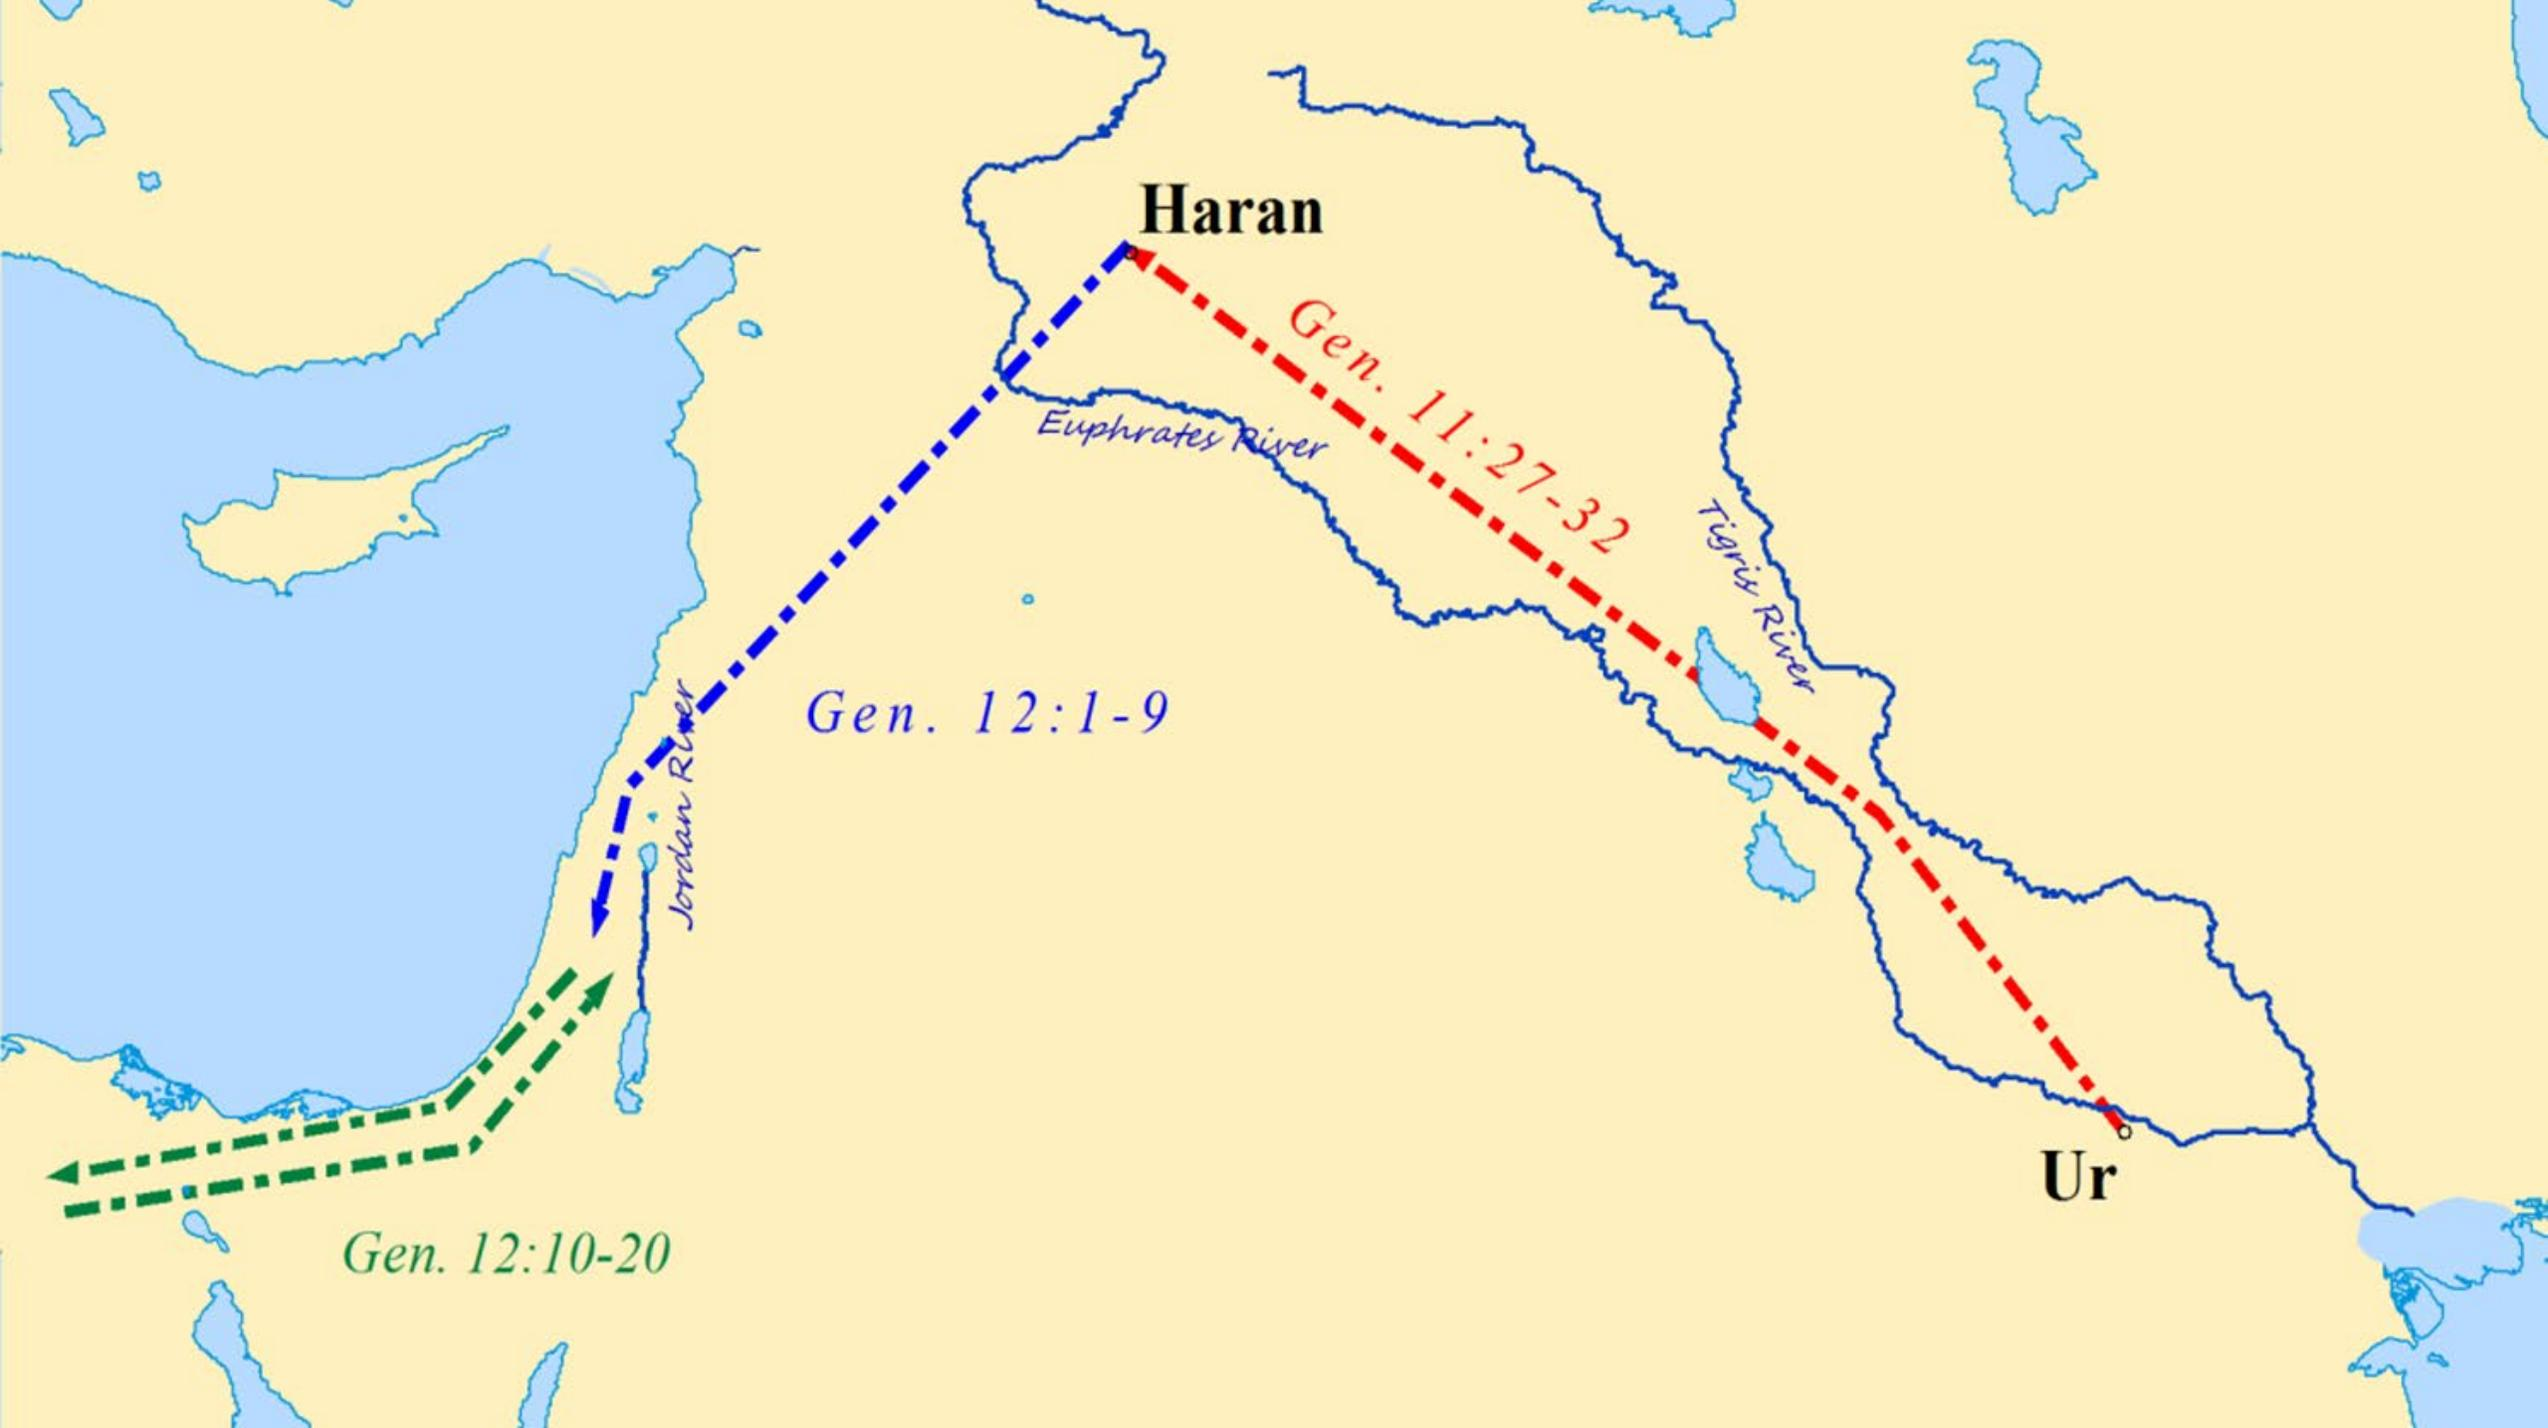 Haran
Gen. 11:27-32
Euphrates River
Tigris River
Gen. 12:1-9
Jordan River
Ur
Gen. 12:10-20